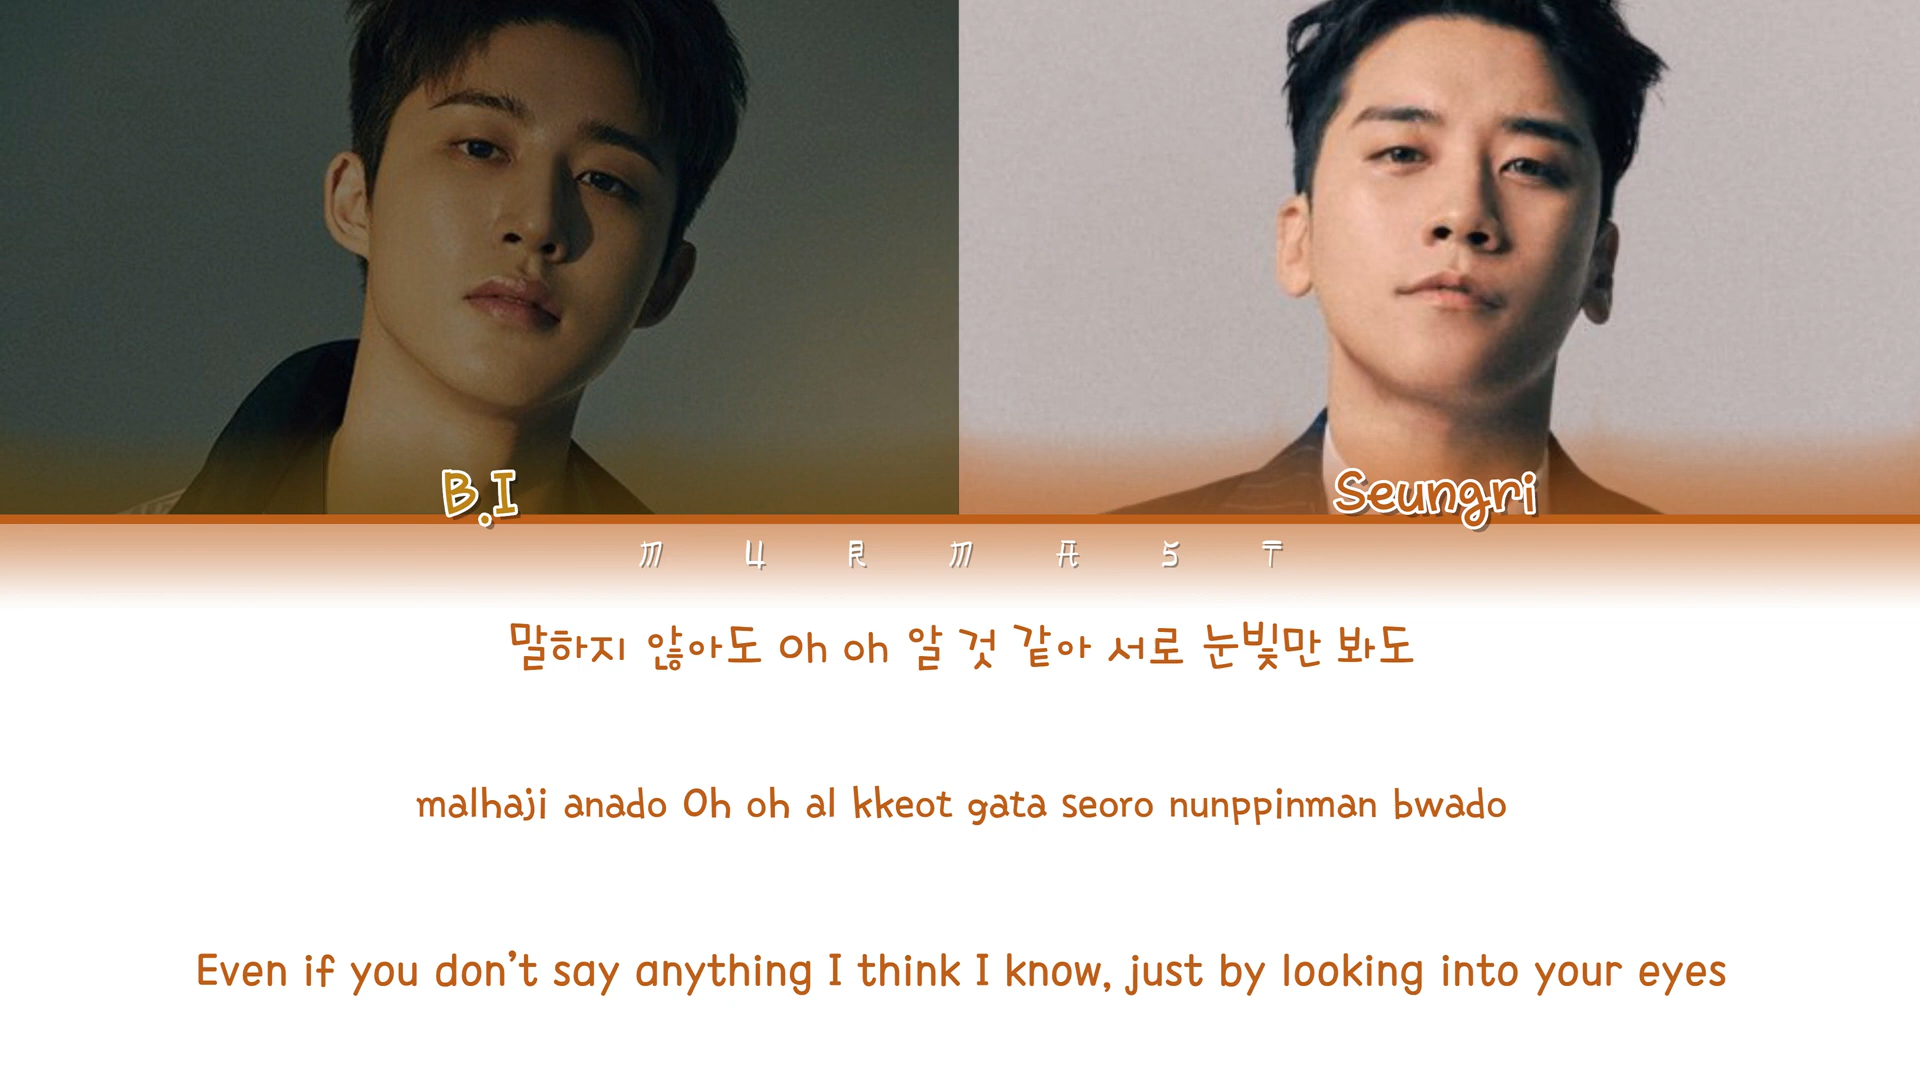 B.I
Seungri
MURMAST
말하지 않아도 Oh oh 알 것 같아 서로 눈빛만 봐도
malhaji anado Oh oh al kkeot gata seoro nunppinman bwado
Even if you don't say anything I think I know, just by looking into your eyes